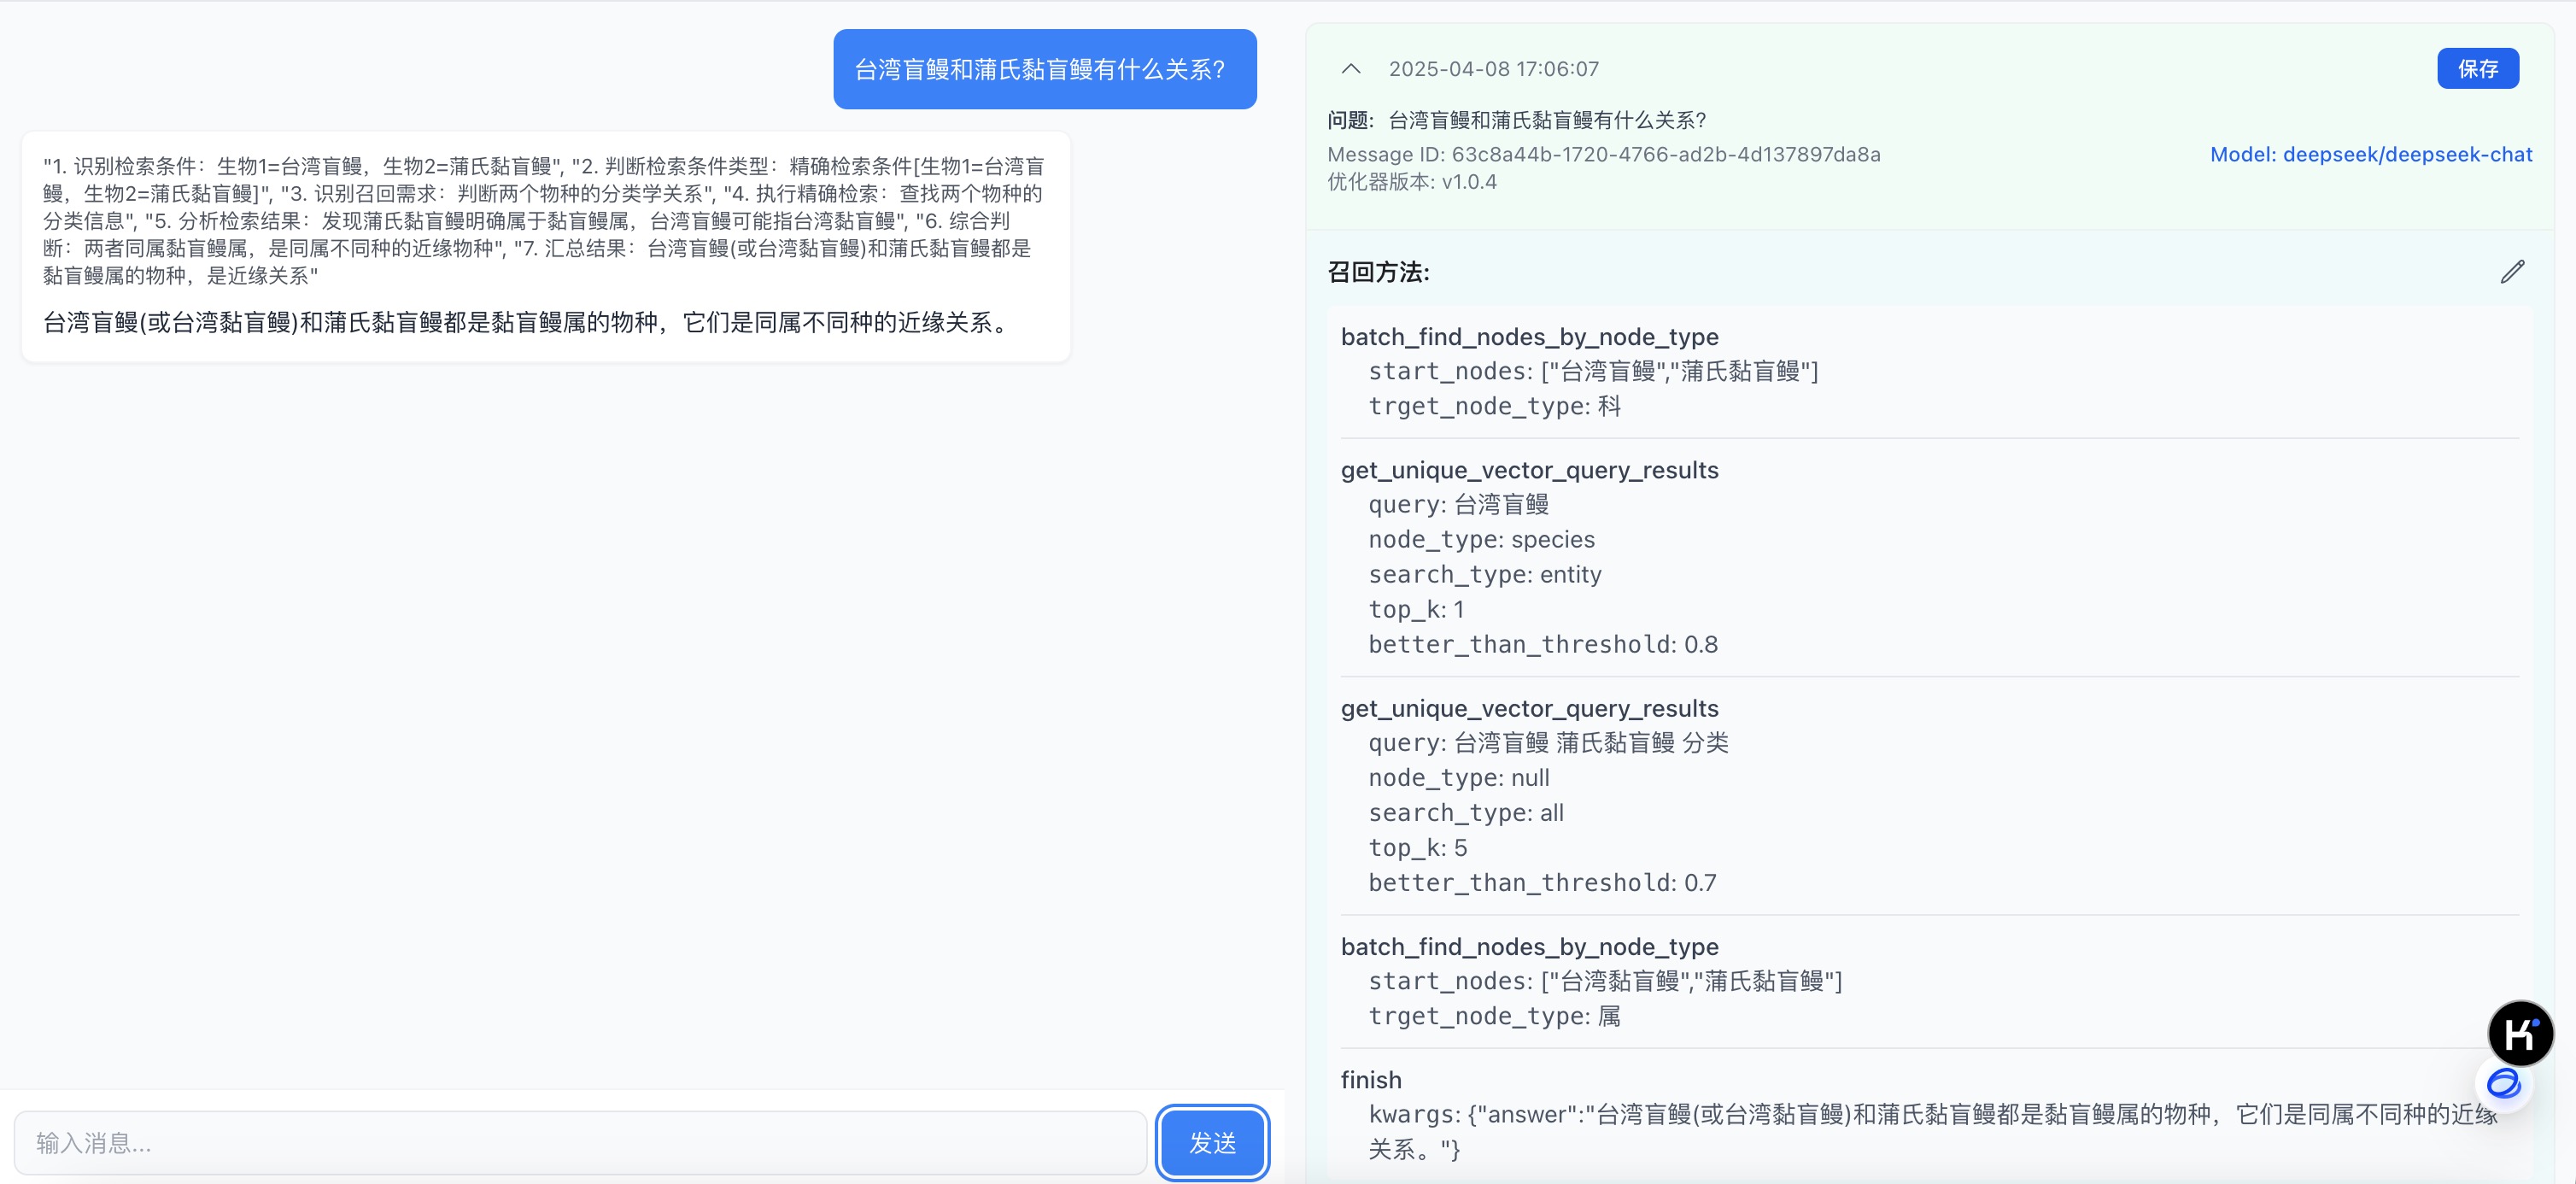 台湾盲鳗和蒲氏黏盲鳗有什么关系?
"1. 识别检索条件：生物1=台湾盲鳗，生物2=蒲氏黏盲鳗", "2. 判断检索条件类型：精确检索条件[生物1=台湾盲
鳗，生物2=蒲氏黏盲鳗]", "3. 识别召回需求：判断两个物种的分类学关系", "4. 执行精确检索：查找两个物种的
分类信息", "5. 分析检索结果：发现蒲氏黏盲鳗明确属于黏盲鳗属，台湾盲鳗可能指台湾黏盲鳗", "6. 综合判
断：两者同属黏盲鳗属，是同属不同种的近缘物种", "7. 汇总结果：台湾盲鳗(或台湾黏盲鳗)和蒲氏黏盲鳗都是
黏盲鳗属的物种，是近缘关系"
台湾盲鳗(或台湾黏盲鳗)和蒲氏黏盲鳗都是黏盲鳗属的物种，它们是同属不同种的近缘关系。
输入消息...
发送
2025-04-08 17:06:07
保存
问题: 台湾盲鳗和蒲氏黏盲鳗有什么关系?
Message ID: 63c8a44b-1720-4766-ad2b-4d137897da8a
Model: deepseek/deepseek-chat
优化器版本: v1.0.4
召回方法:
batch_find_nodes_by_node_type
start_nodes: ["台湾盲鳗","蒲氏黏盲鳗"]
trget_node_type: 科
get_unique_vector_query_results
query: 台湾盲鳗
node_type: species
search_type: entity
top_k: 1
better_than_threshold: 0.8
get_unique_vector_query_results
query: 台湾盲鳗 蒲氏黏盲鳗 分类
node_type: null
search_type: all
top_k: 5
better_than_threshold: 0.7
batch_find_nodes_by_node_type
start_nodes: ["台湾黏盲鳗","蒲氏黏盲鳗"]
trget_node_type: 属
finish
kwargs: {"answer":"台湾盲鳗(或台湾黏盲鳗)和蒲氏黏盲鳗都是黏盲鳗属的物种，它们是同属不同种的近缘
关系。"}
K